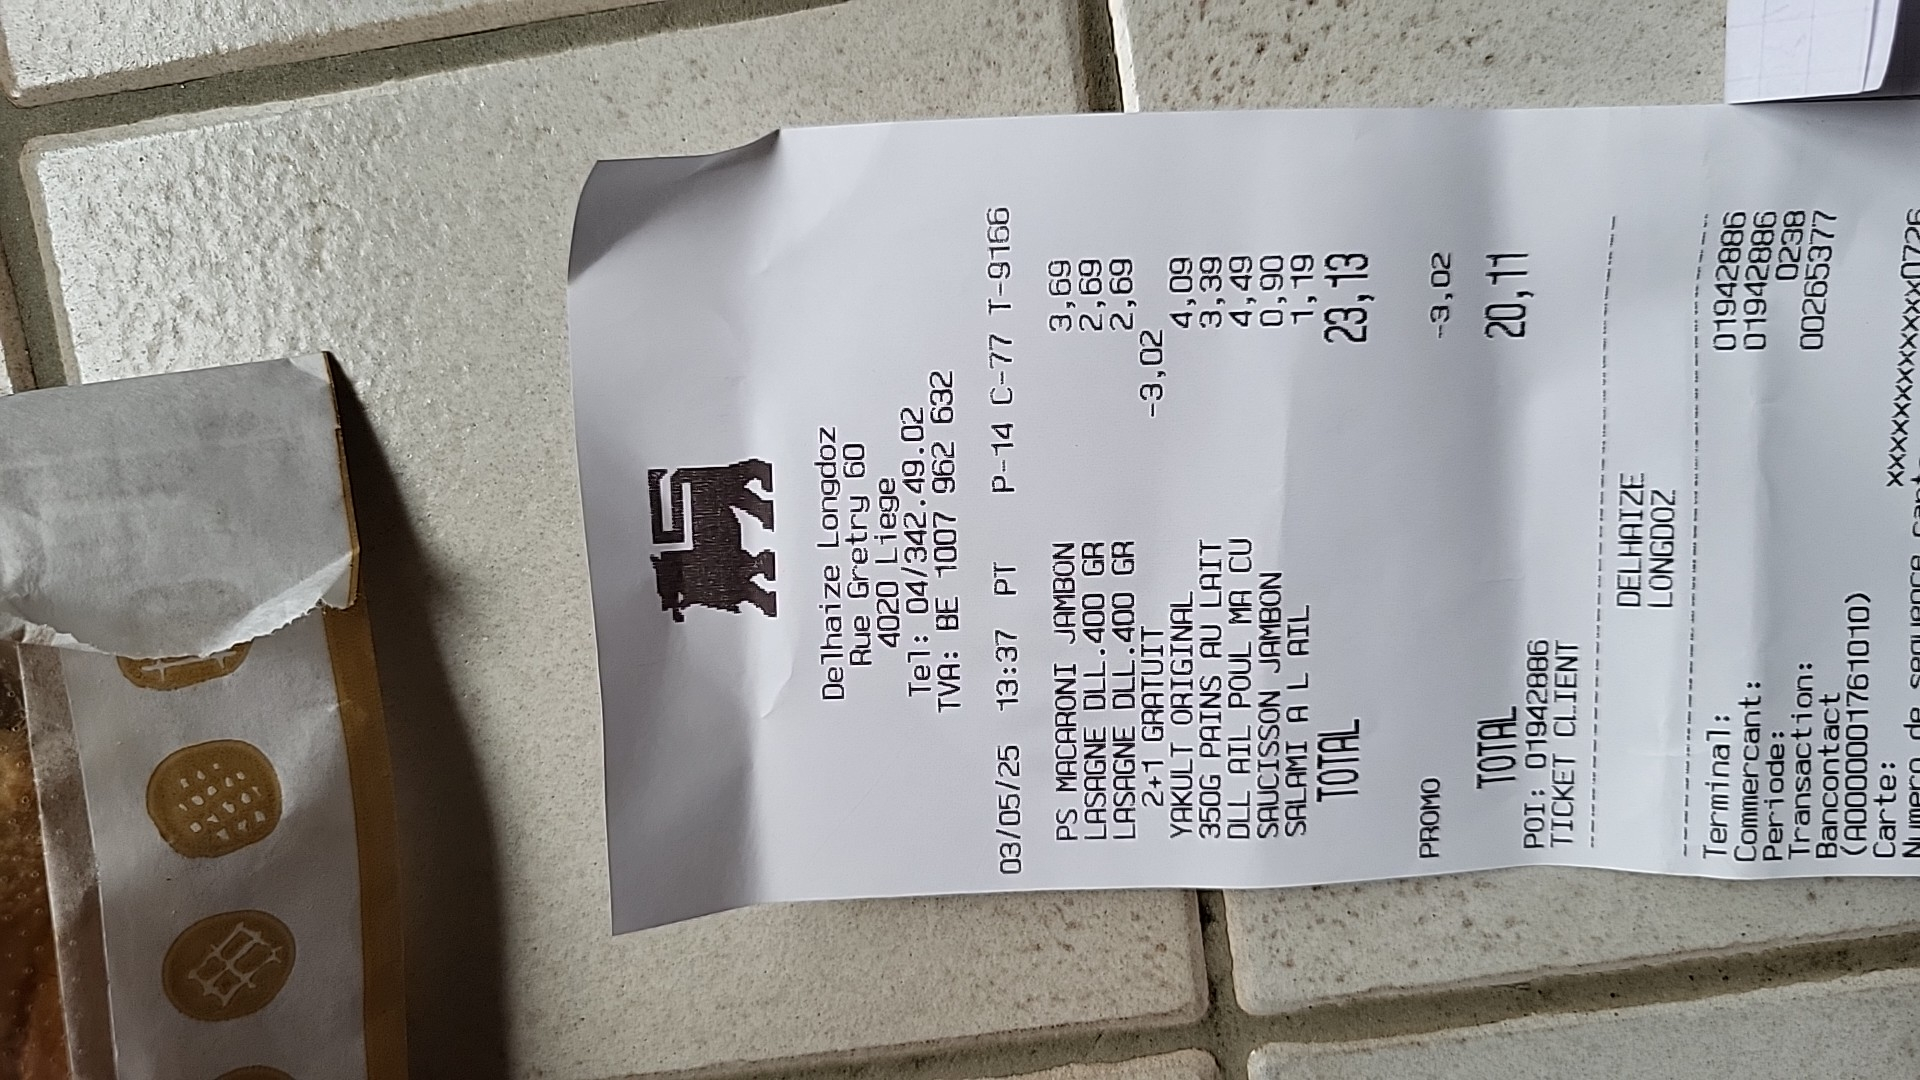 Delhaize Longdoz
Rue Gretry 60
4020 Liege
Tel: 04/342.49.02
TVA: BE 1007 962 632
03/05/25 13:37 PT P-14 C-77 T-9166
PS MACARONI JAMBON 3,69
LASAGNE DLL.400 GR 2,69
LASAGNE DLL.400 GR 2,69
2+1 GRATUIT -3,02
YAKULT ORIGINAL 4,09
350G PAINS AU LAIT 3,39
DLL AIL POUL MA CU 4,49
SAUCISSON JAMBON 0,90
SALAMI A L AIL 1,19
TOTAL 23,13
PROMO -3,02
TOTAL 20,11
POI: 01942886
TICKET CLIENT
DELHAIZE
LONGDOZ
Terminal: 01942886
Commercant: 01942886
Periode: 0238
Transaction: 00265377
Bancontact
(A0000001761010)
Carte: xxxxxxxxxxxxx0726
Numero de sequence carte